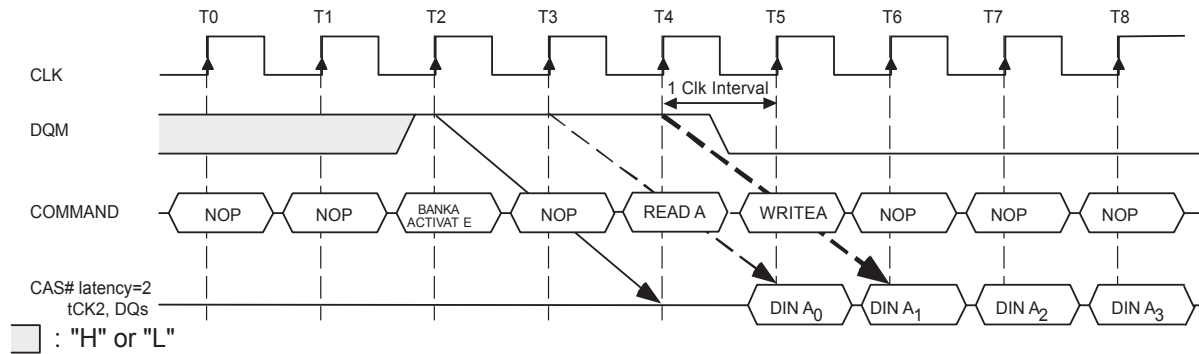 T0 T1 T2 T3 T4 T5 T6 T7 T8
CLK
1 Clk Interval
DQM
COMMAND NOP NOP BANKA ACTIVAT E NOP READ A WRITEA NOP NOP NOP
CAS# latency=2
tCK2, DQs DIN A0 DIN A1 DIN A2 DIN A3
: "H" or "L"